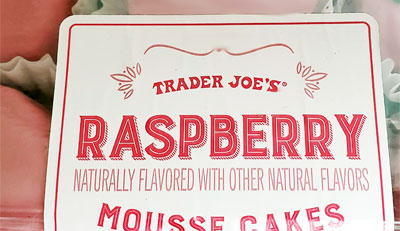 TRADER JOE'S®
RASPBERRY
NATURALLY FLAVORED WITH OTHER NATURAL FLAVORS
MOUSSE CAKES